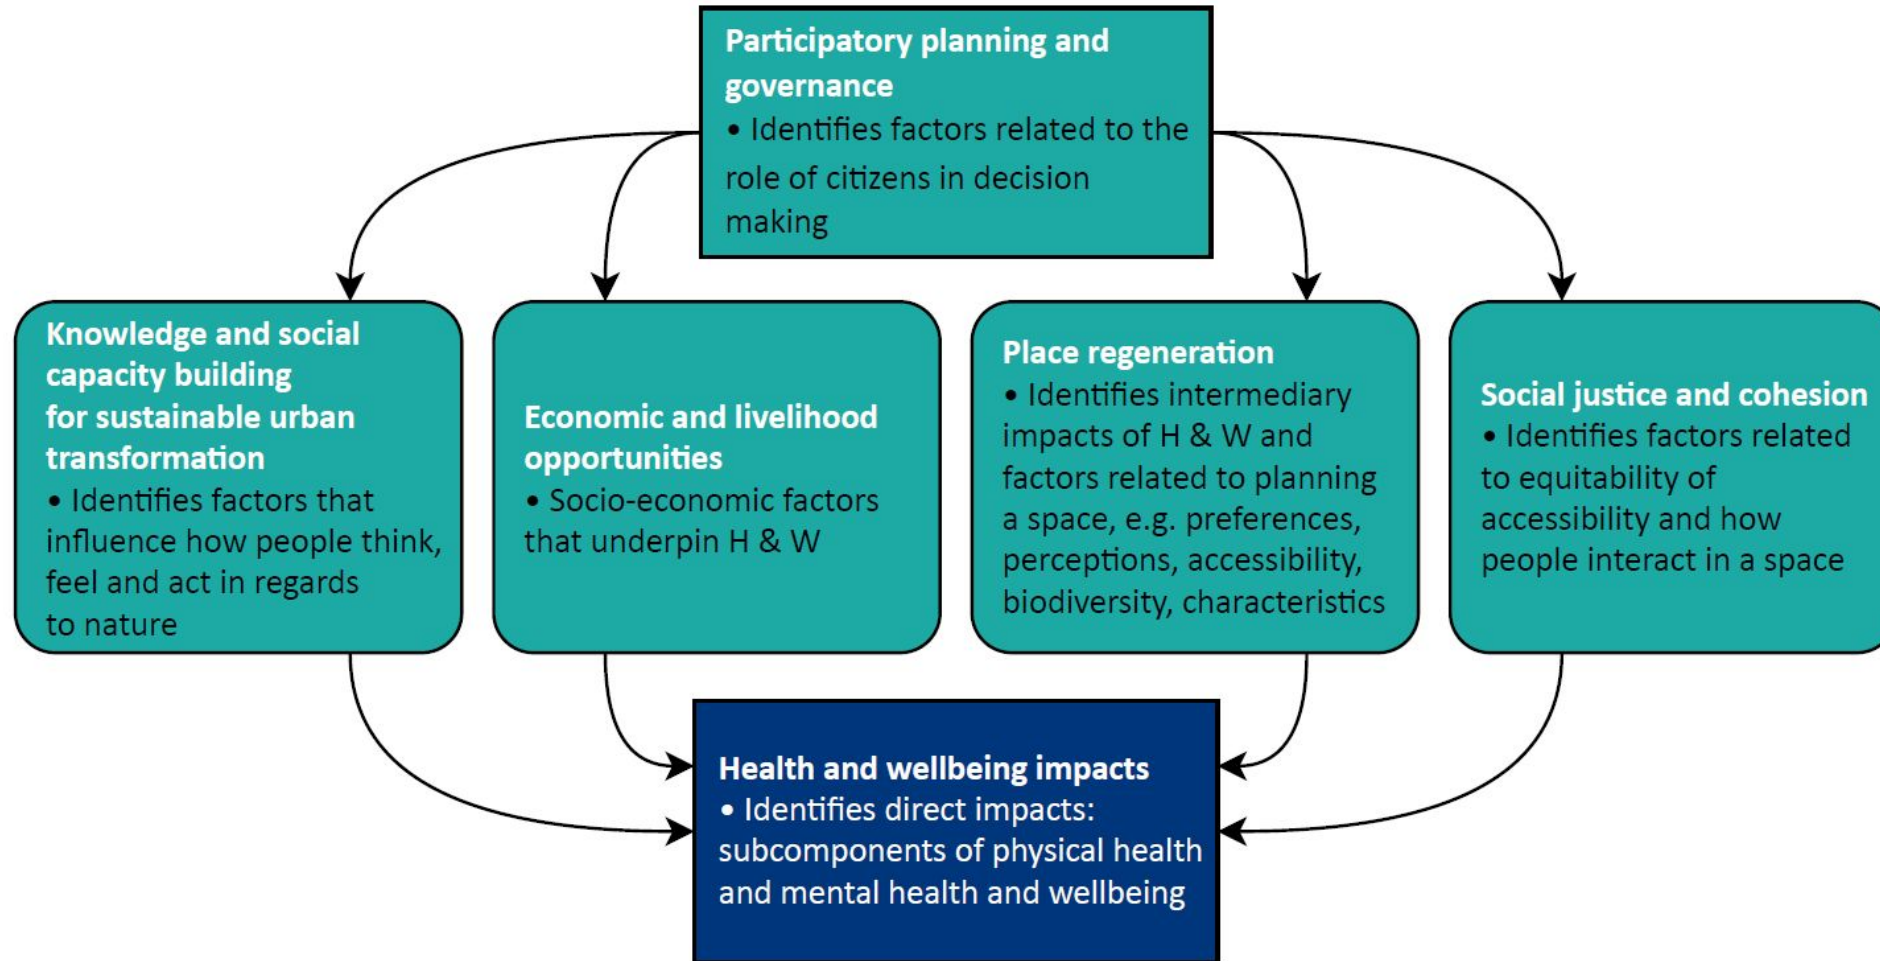 Participatory planning and
governance
• Identifies factors related to the
role of citizens in decision
making
Knowledge and social
capacity building
for sustainable urban
transformation
• Identifies factors that
influence how people think,
feel and act in regards
to nature
Economic and livelihood
opportunities
• Socio-economic factors
that underpin H & W
Place regeneration
• Identifies intermediary
impacts of H & W and
factors related to planning
a space, e.g. preferences,
perceptions, accessibility,
biodiversity, characteristics
Social justice and cohesion
• Identifies factors related
to equitability of
accessibility and how
people interact in a space
Health and wellbeing impacts
• Identifies direct impacts:
subcomponents of physical health
and mental health and wellbeing